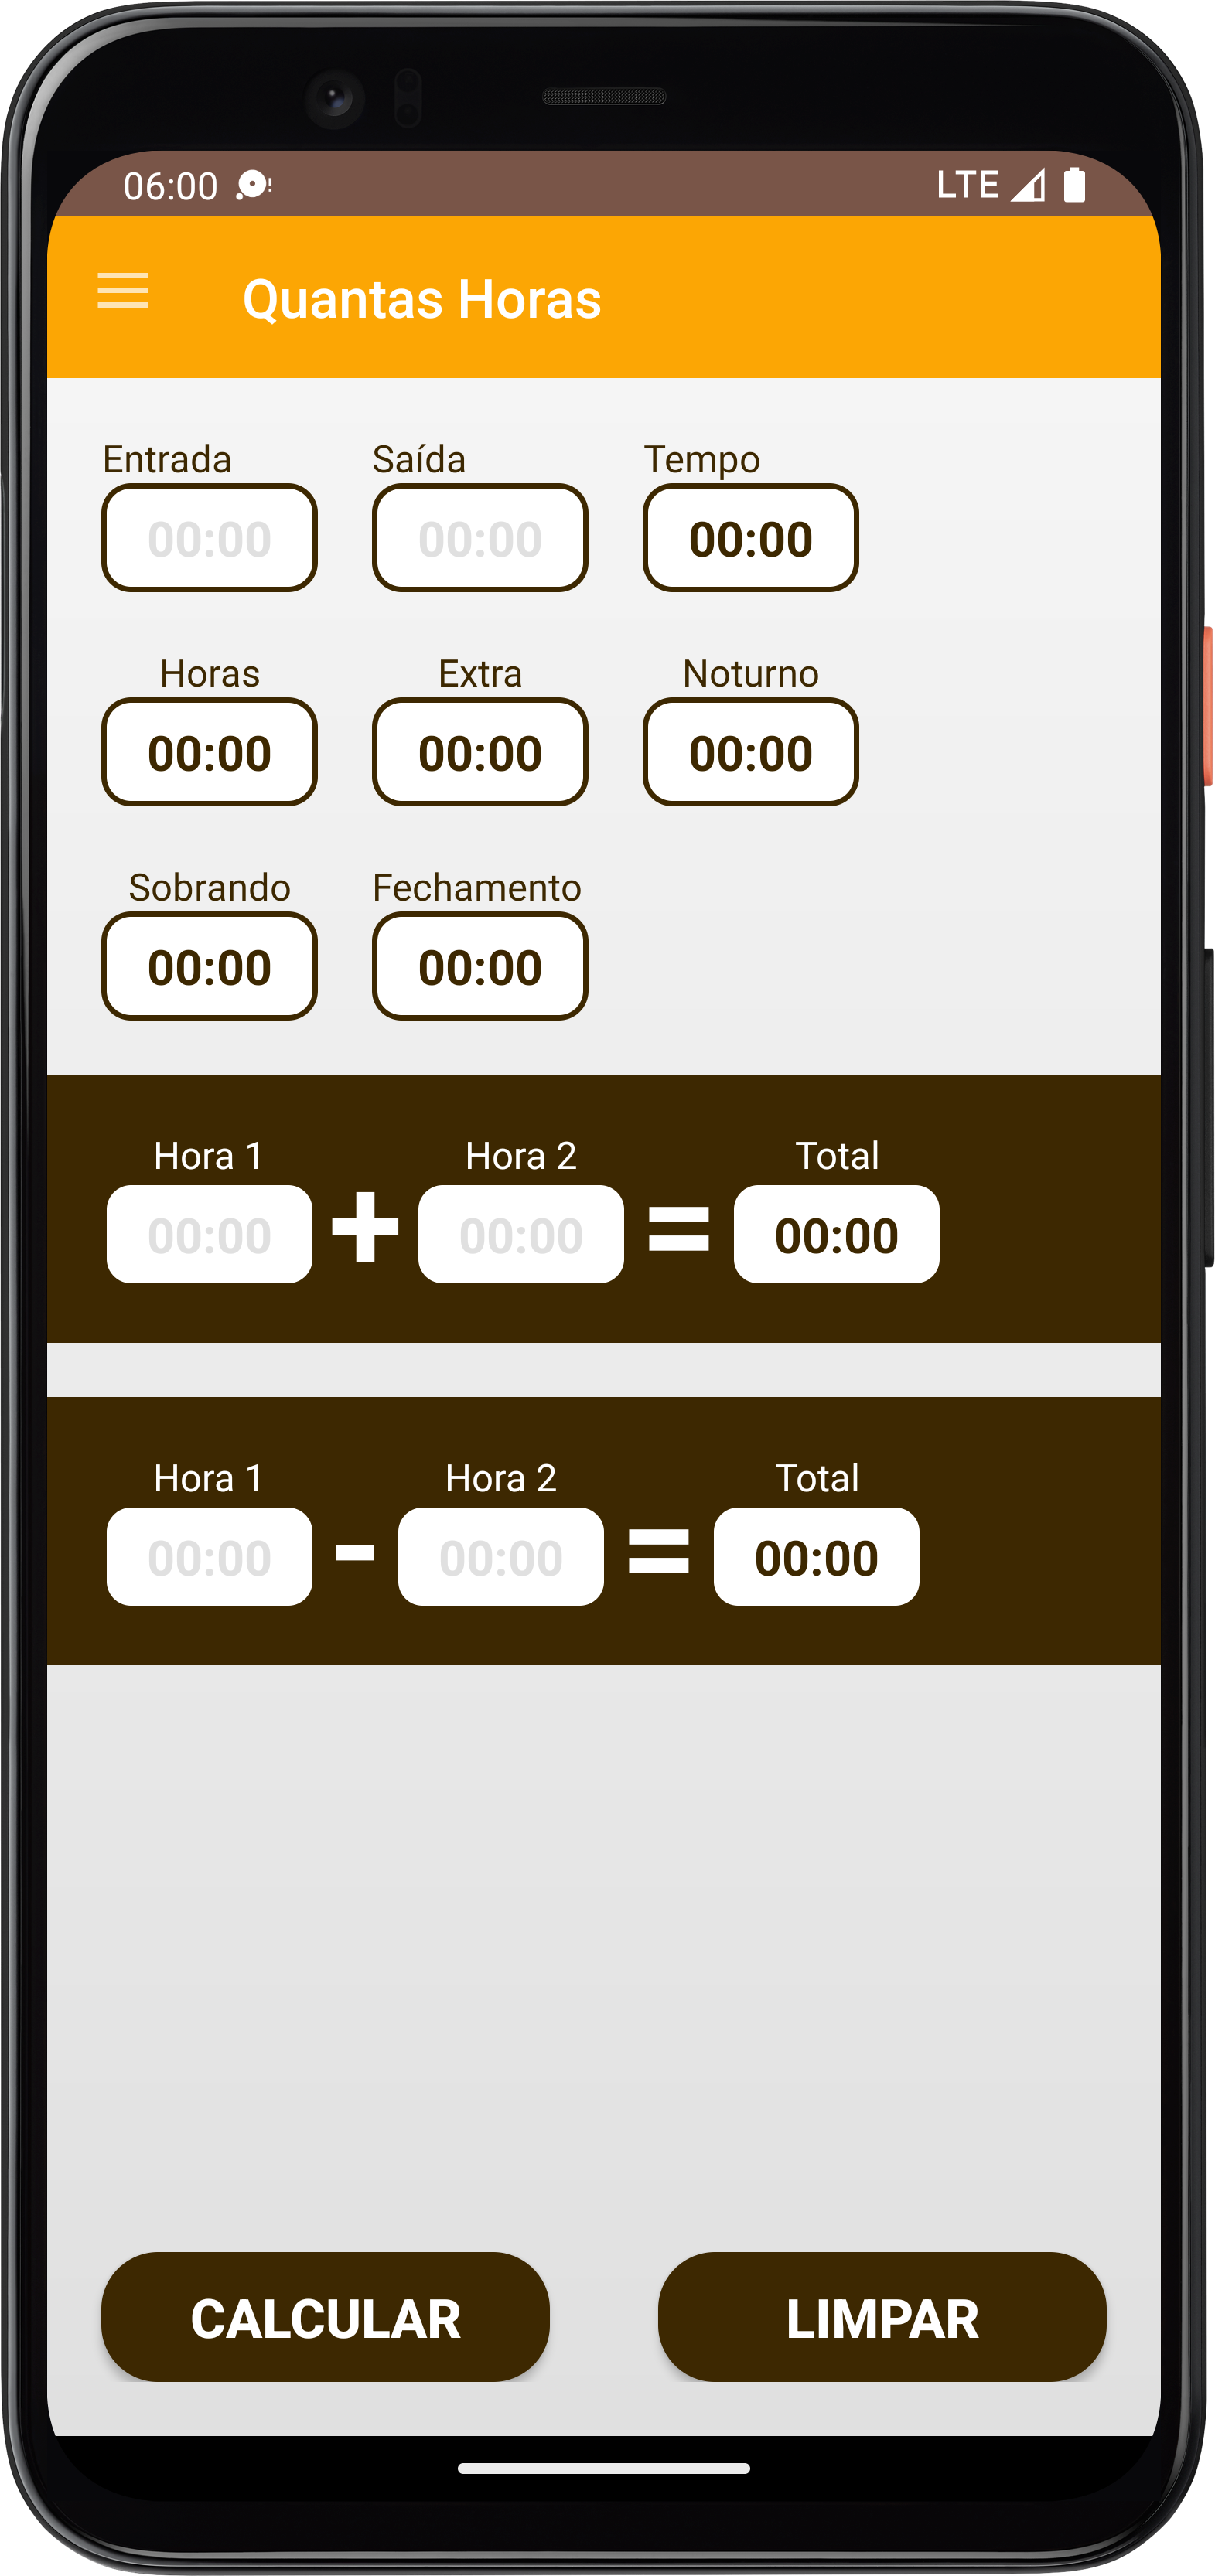 06:00 LTE
Quantas Horas
Entrada Saída Tempo
00:00 00:00 00:00
Horas Extra Noturno
00:00 00:00 00:00
Sobrando Fechamento
00:00 00:00
Hora 1 Hora 2 Total
00:00 + 00:00 = 00:00
Hora 1 Hora 2 Total
00:00 - 00:00 = 00:00
CALCULAR LIMPAR